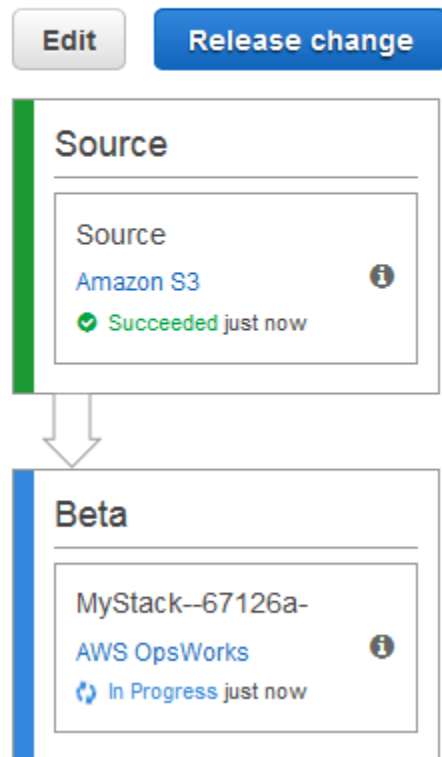 Edit
Release change
Source
Source
Amazon S3
Succeeded just now
Beta
MyStack--67126a-
AWS OpsWorks
In Progress just now